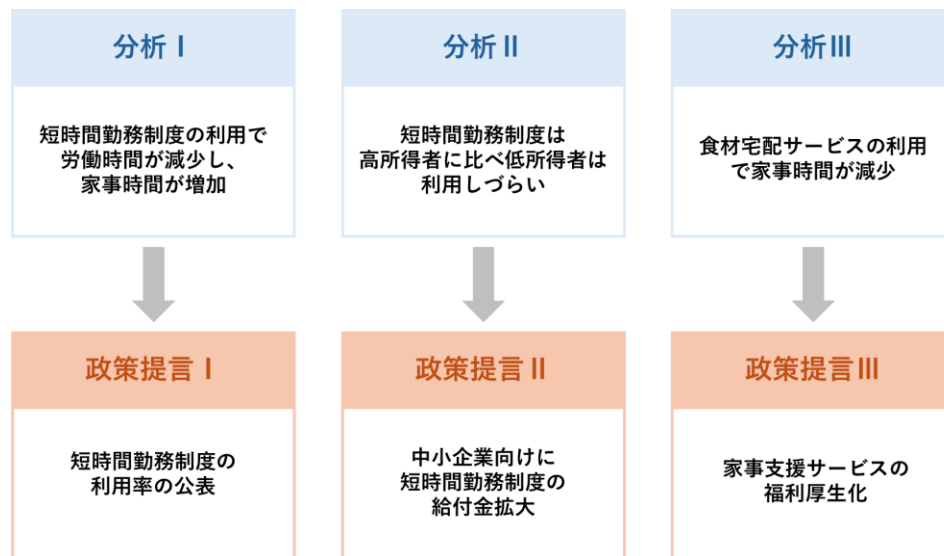 分析Ⅰ
短時間勤務制度の利用で
労働時間が減少し、
家事時間が増加
分析Ⅱ
短時間勤務制度は
高所得者に比べ低所得者は
利用しづらい
分析Ⅲ
食材宅配サービスの利用
で家事時間が減少
政策提言Ⅰ
短時間勤務制度の
利用率の公表
政策提言Ⅱ
中小企業向けに
短時間勤務制度の
給付金拡大
政策提言Ⅲ
家事支援サービスの
福利厚生化